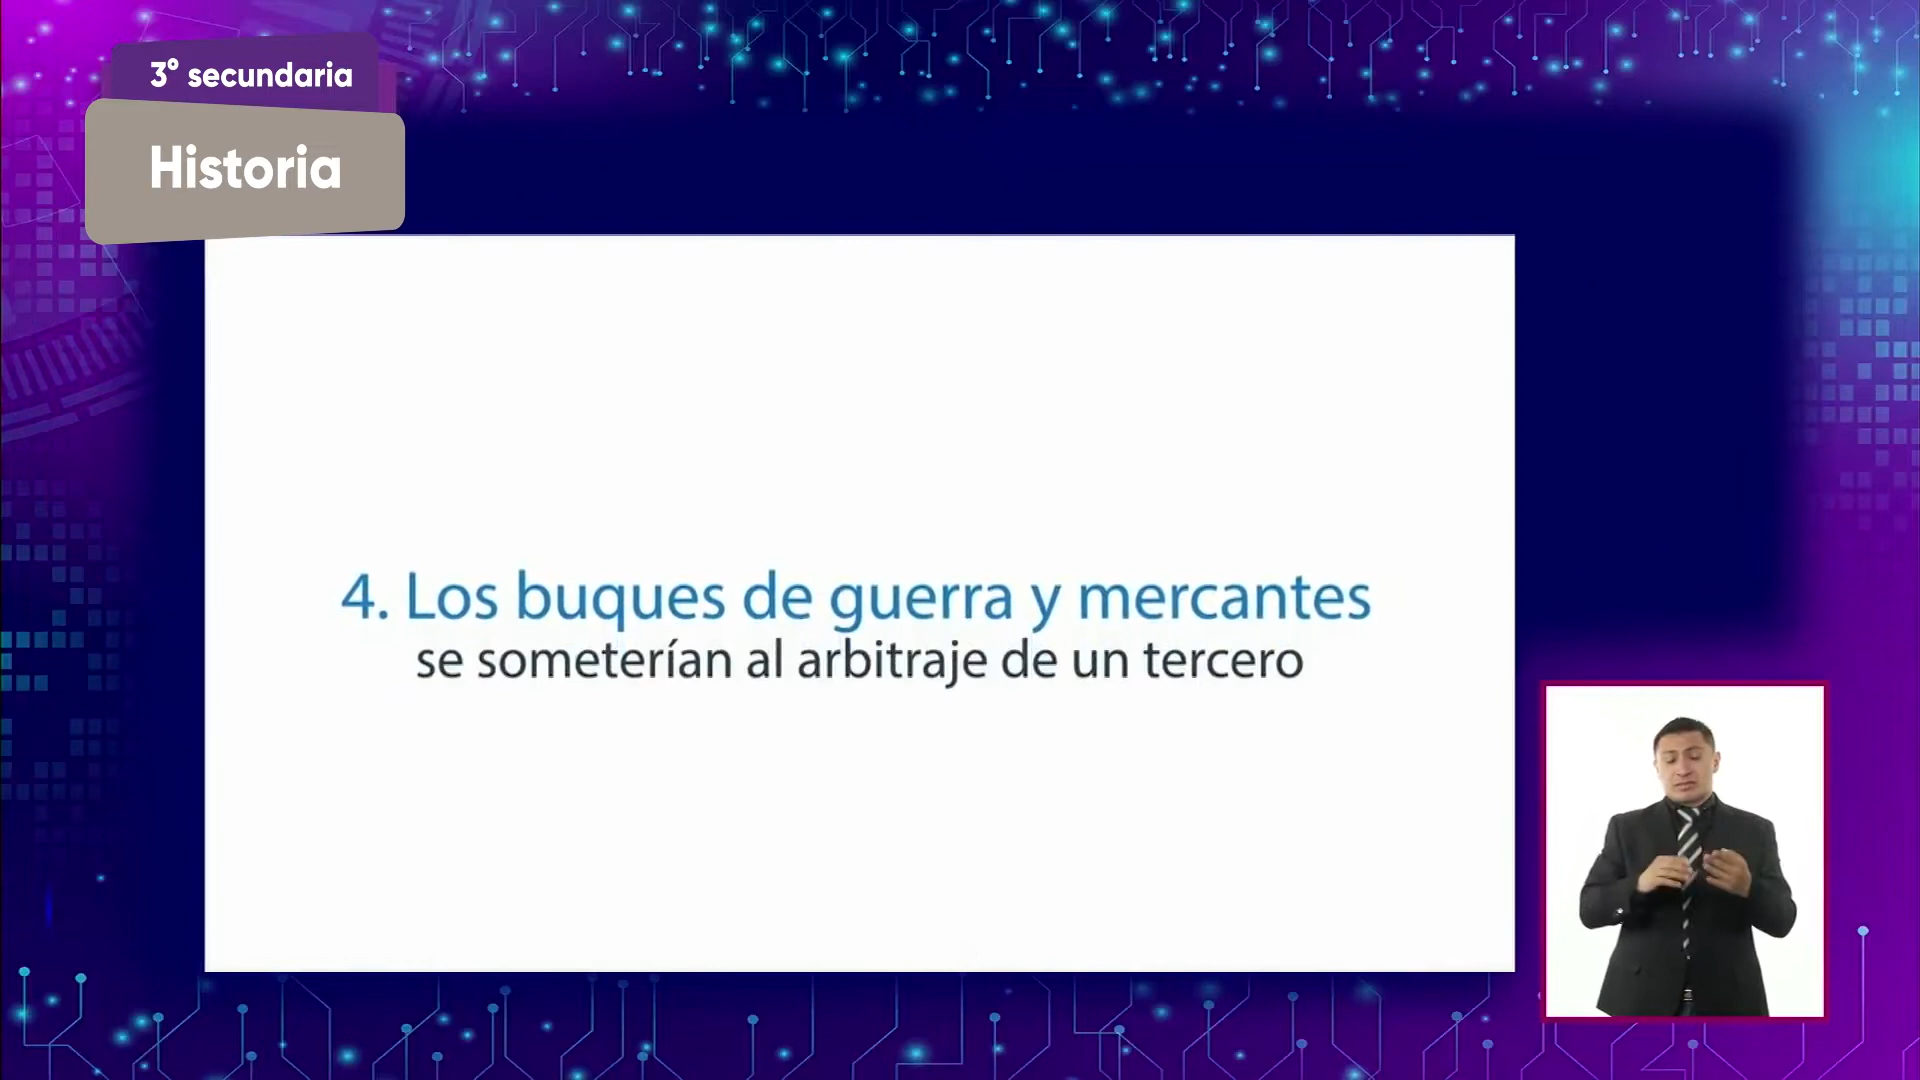 3° secundaria
Historia
4. Los buques de guerra y mercantes
se someterían al arbitraje de un tercero